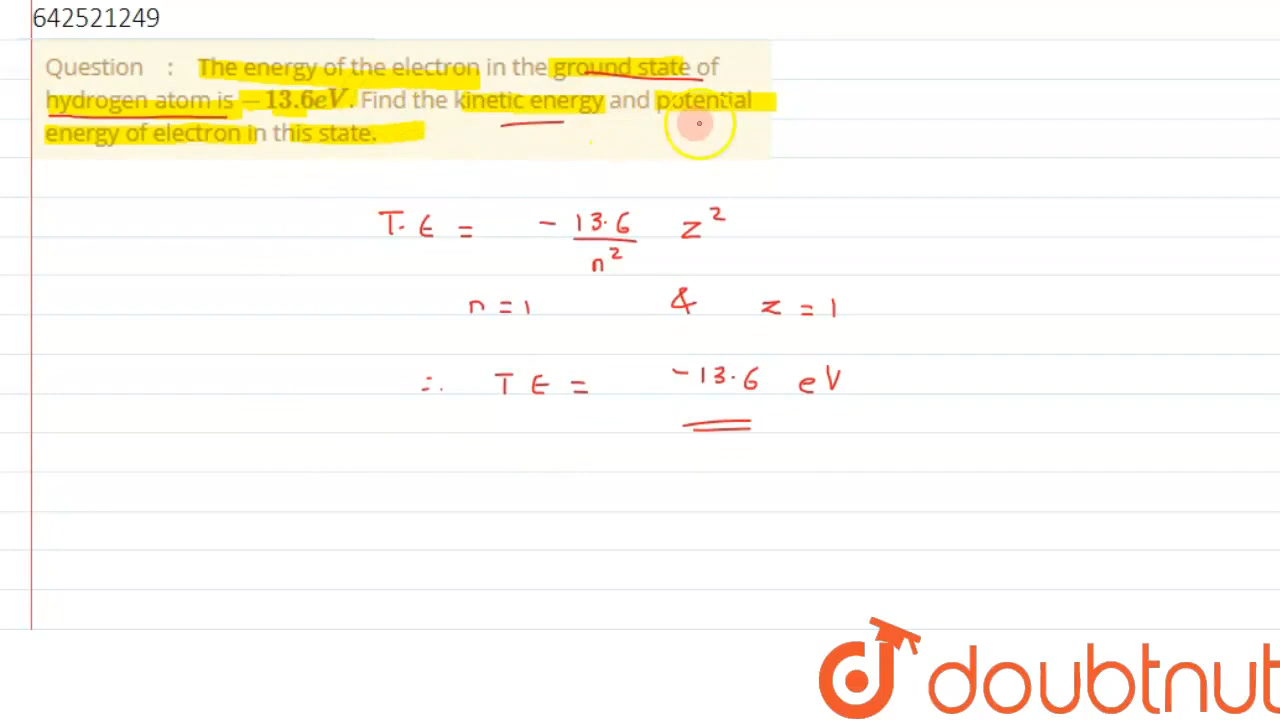 642521249
Question : The energy of the electron in the ground state of
hydrogen atom is −13.6eV. Find the kinetic energy and potential
energy of electron in this state.
T.E = - 13.6/n² z²
n = 1 & z = 1
∴ T E = -13.6 eV
doubtnut